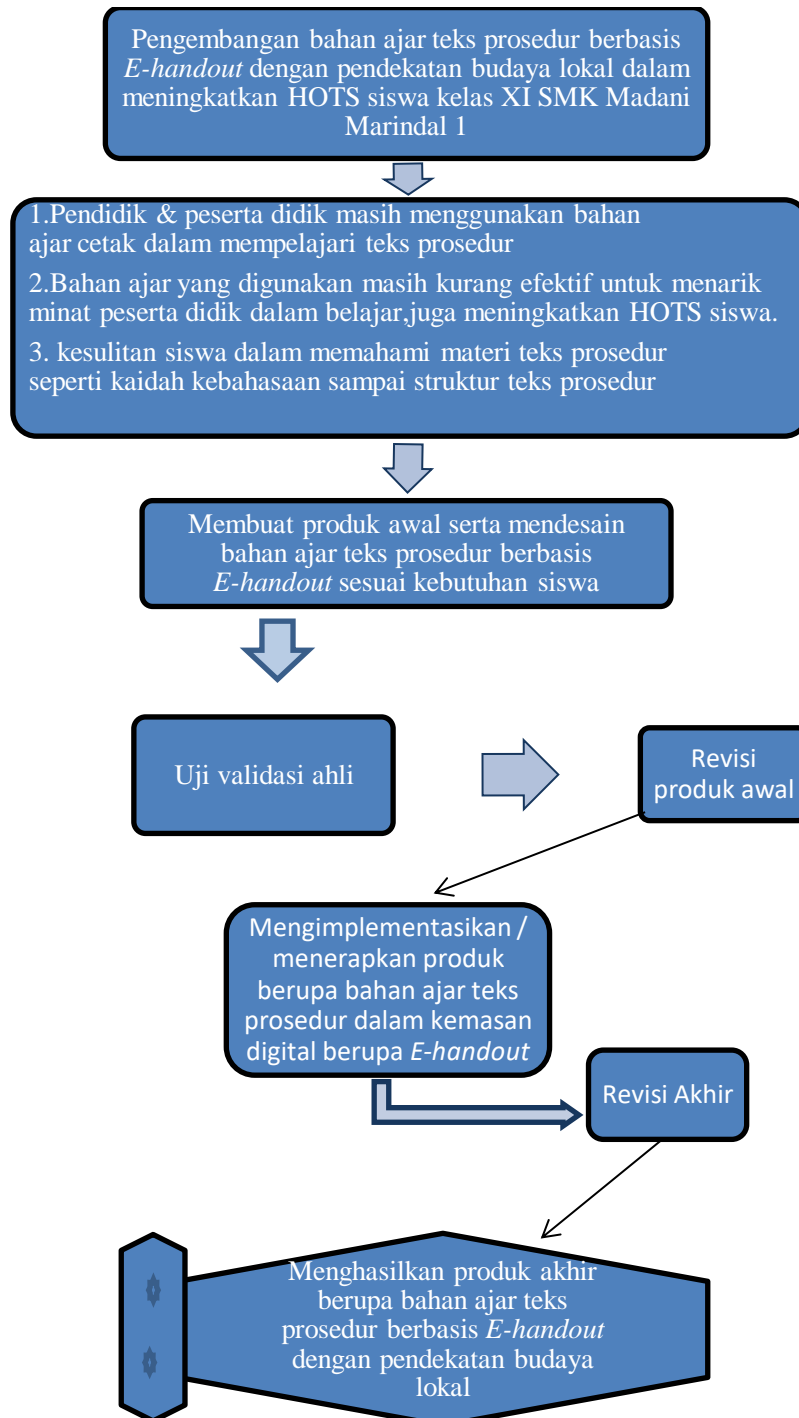 Pengembangan bahan ajar teks prosedur berbasis
E-handout dengan pendekatan budaya lokal dalam
meningkatkan HOTS siswa kelas XI SMK Madani
Marindal 1
1.Pendidik & peserta didik masih menggunakan bahan
ajar cetak dalam mempelajari teks prosedur
2.Bahan ajar yang digunakan masih kurang efektif untuk menarik
minat peserta didik dalam belajar,juga meningkatkan HOTS siswa.
3. kesulitan siswa dalam memahami materi teks prosedur
seperti kaidah kebahasaan sampai struktur teks prosedur
Membuat produk awal serta mendesain
bahan ajar teks prosedur berbasis
E-handout sesuai kebutuhan siswa
Uji validasi ahli
Revisi
produk awal
Mengimplementasikan /
menerapkan produk
berupa bahan ajar teks
prosedur dalam kemasan
digital berupa E-handout
Revisi Akhir
Menghasilkan produk akhir
berupa bahan ajar teks
prosedur berbasis E-handout
dengan pendekatan budaya
lokal